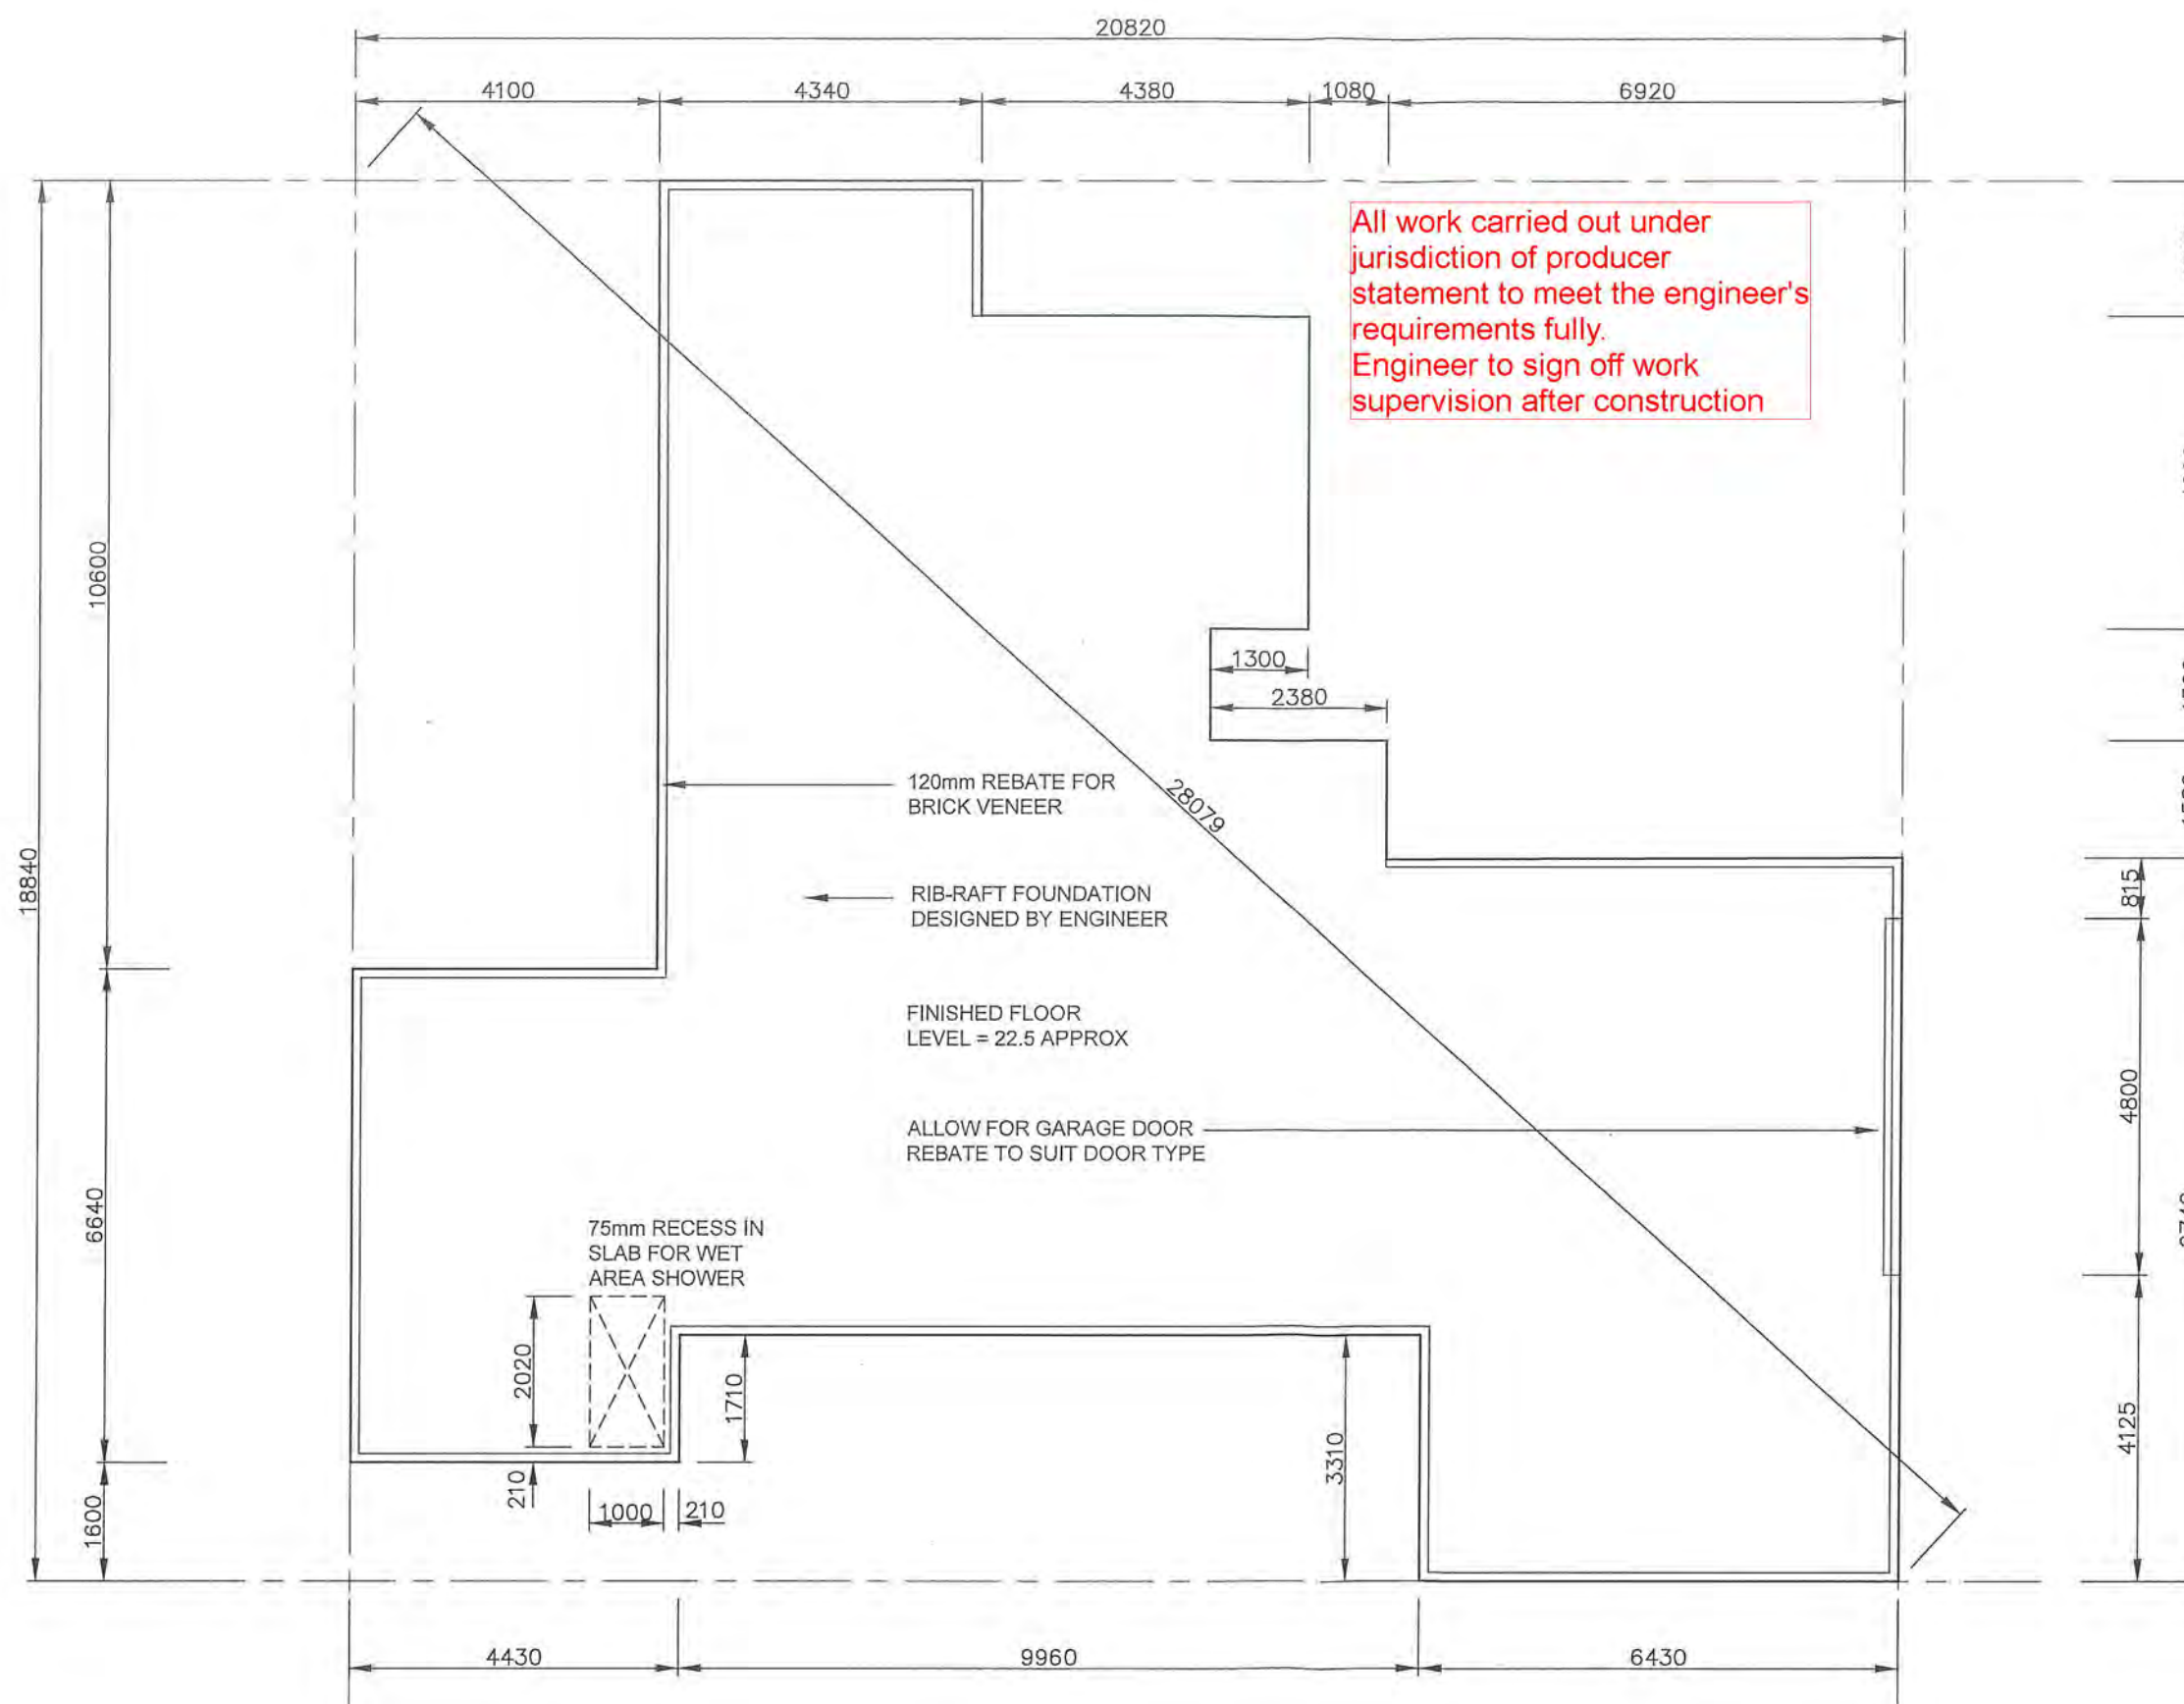 20820
4100
4340
4380
1080
6920
All work carried out under
jurisdiction of producer
statement to meet the engineer's
requirements fully.
Engineer to sign off work
supervision after construction
10600
18840
6640
1600
1300
2380
120mm REBATE FOR
BRICK VENEER
28079
RIB-RAFT FOUNDATION
DESIGNED BY ENGINEER
FINISHED FLOOR
LEVEL = 22.5 APPROX
ALLOW FOR GARAGE DOOR
REBATE TO SUIT DOOR TYPE
75mm RECESS IN
SLAB FOR WET
AREA SHOWER
2020
1710
3310
210
1000
210
815
4800
4125
4430
9960
6430